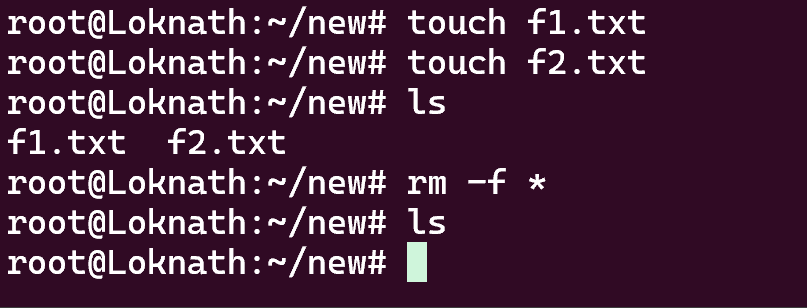 root@Loknath:~/new# touch f1.txt
root@Loknath:~/new# touch f2.txt
root@Loknath:~/new# ls
f1.txt  f2.txt
root@Loknath:~/new# rm -f *
root@Loknath:~/new# ls
root@Loknath:~/new#